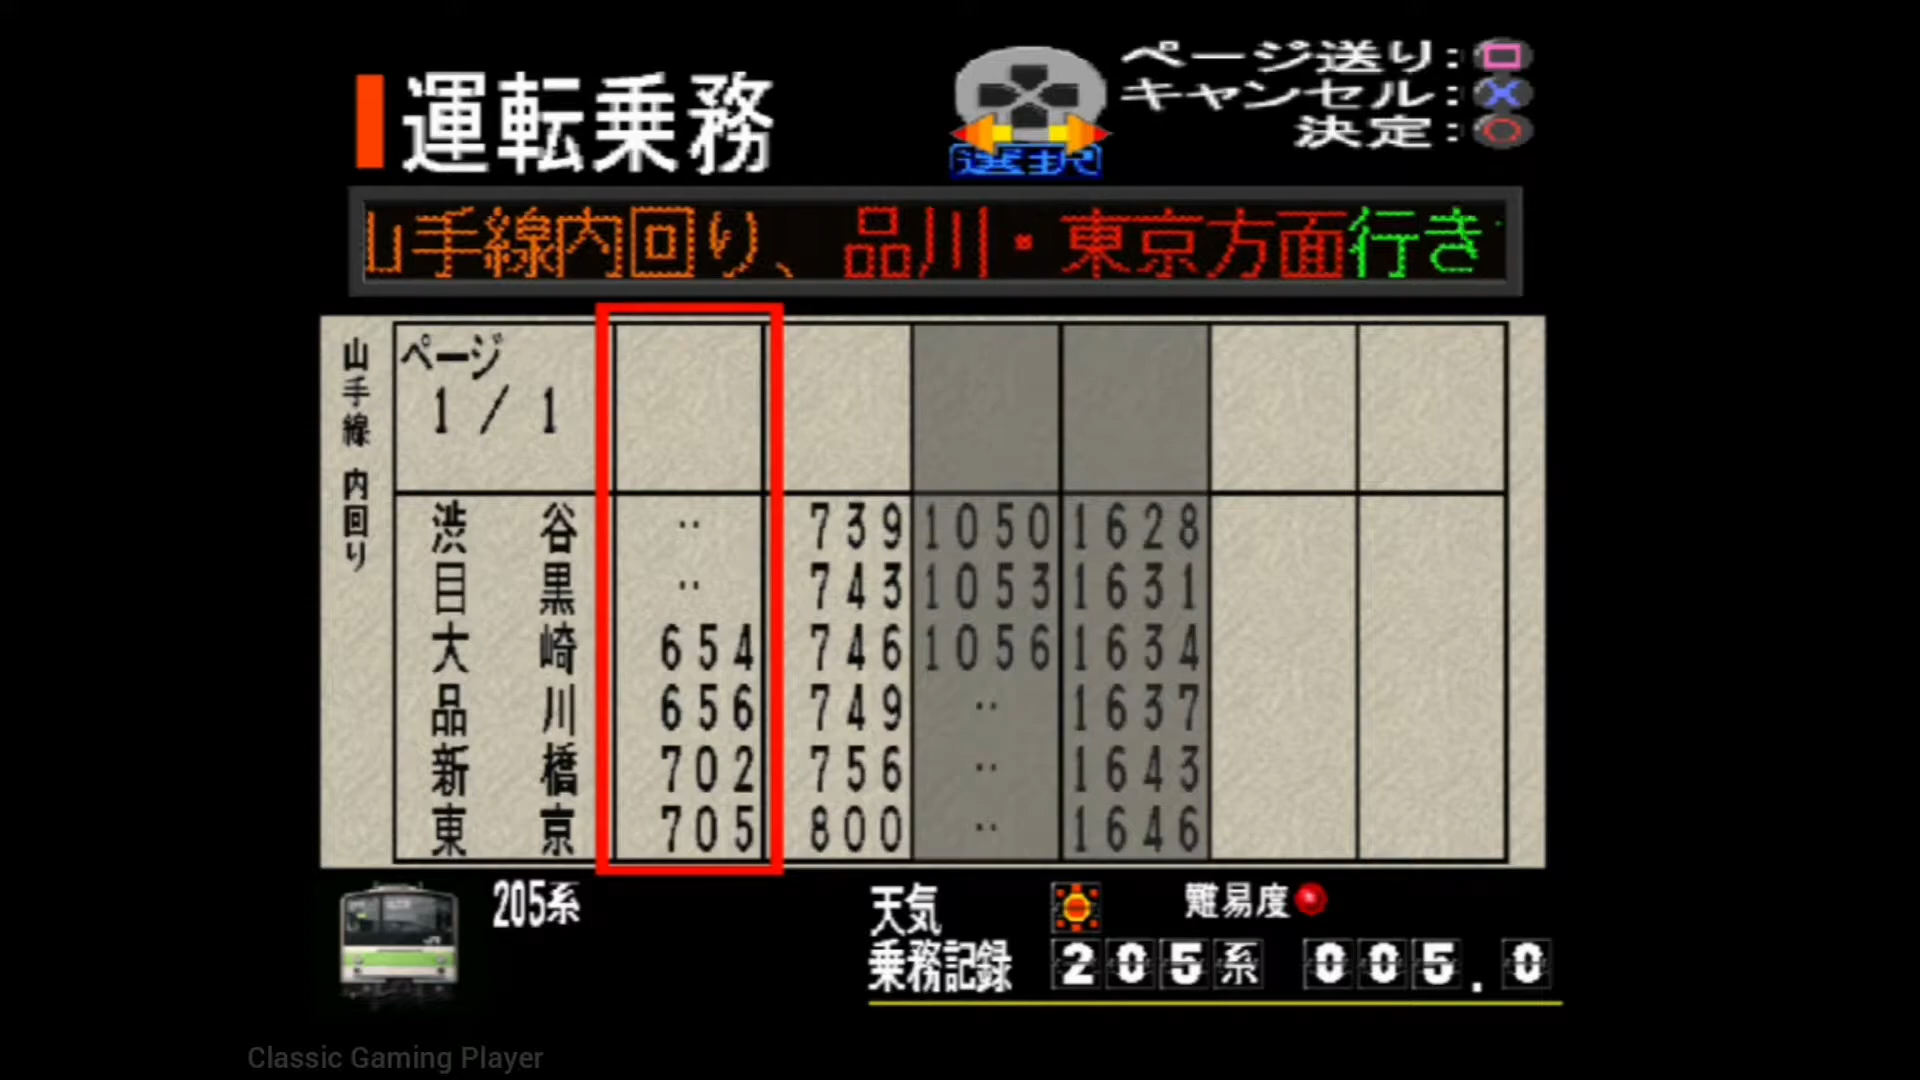 運転乗務
選択
ページ送り:
キャンセル:
決定:
山手線内回り、品川・東京方面行き
山手線 内回り
ページ
1 / 1
渋谷 ‥ 739 1050 1628
目黒 ‥ 743 1053 1631
大崎 654 746 1056 1634
品川 656 749 ‥ 1637
新橋 702 756 ‥ 1643
東京 705 800 ‥ 1646
205系
天気
難易度
乗務記録 205系 005.0
Classic Gaming Player